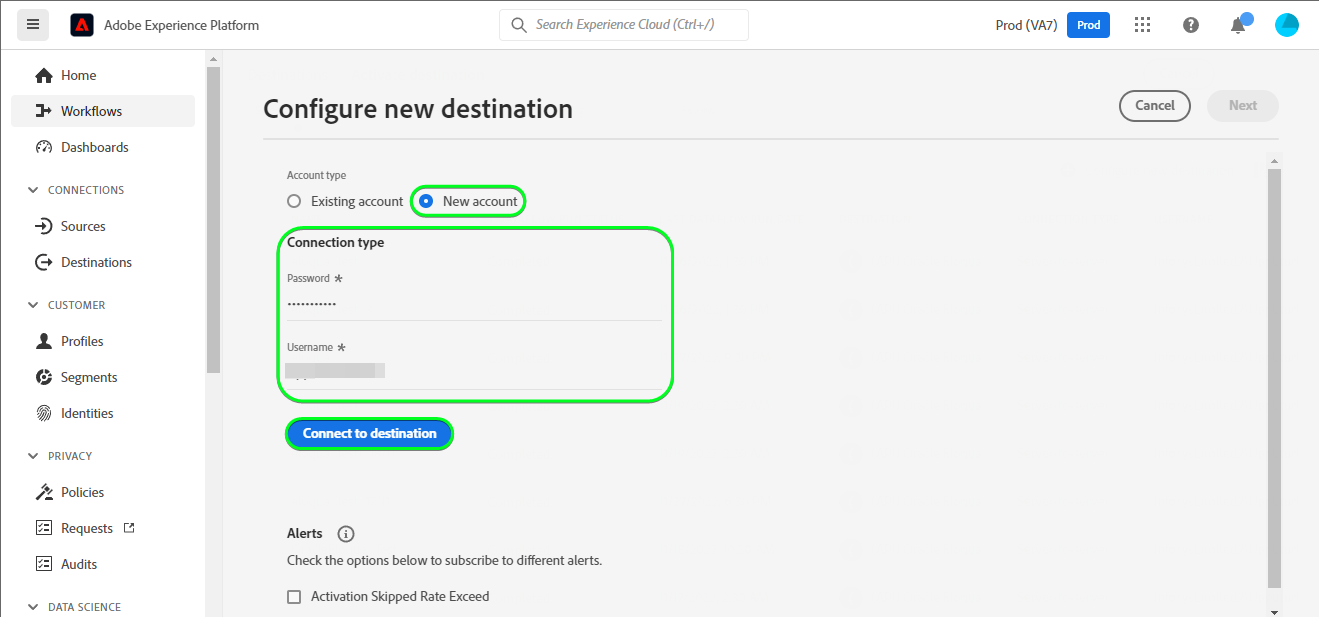 Adobe Experience Platform
Search Experience Cloud (Ctrl+/)
Prod (VA7)
Prod
Home
Workflows
Dashboards
CONNECTIONS
Sources
Destinations
CUSTOMER
Profiles
Segments
Identities
PRIVACY
Policies
Requests
Audits
DATA SCIENCE
Configure new destination
Cancel
Next
Account type
Existing account
New account
Connection type
Password *
•••••••••••
Username *
Connect to destination
Alerts
Check the options below to subscribe to different alerts.
Activation Skipped Rate Exceed